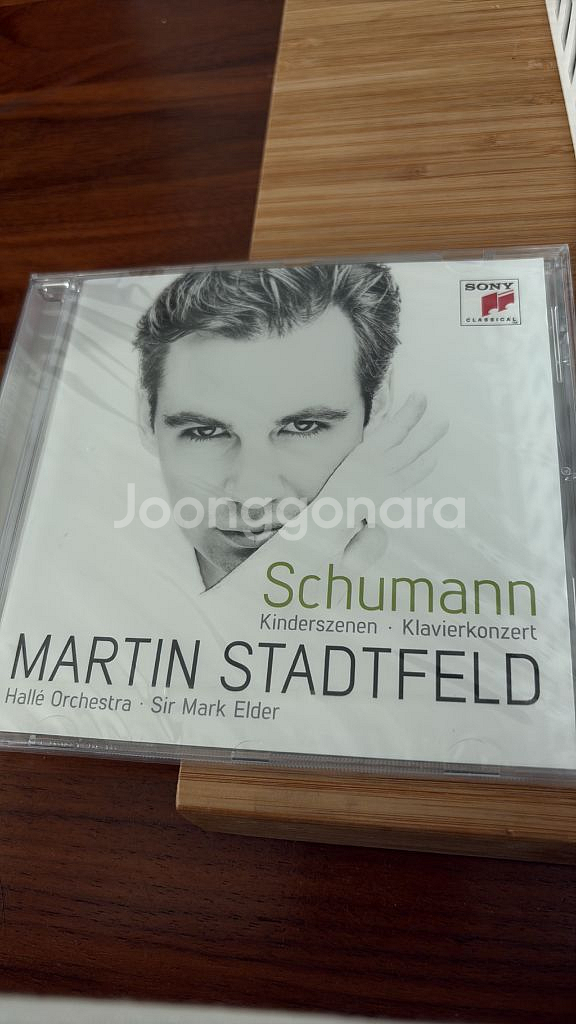 SONY
CLASSICAL
Joonggonara
Schumann
Kinderszenen · Klavierkonzert
MARTIN STADTFELD
Hallé Orchestra · Sir Mark Elder